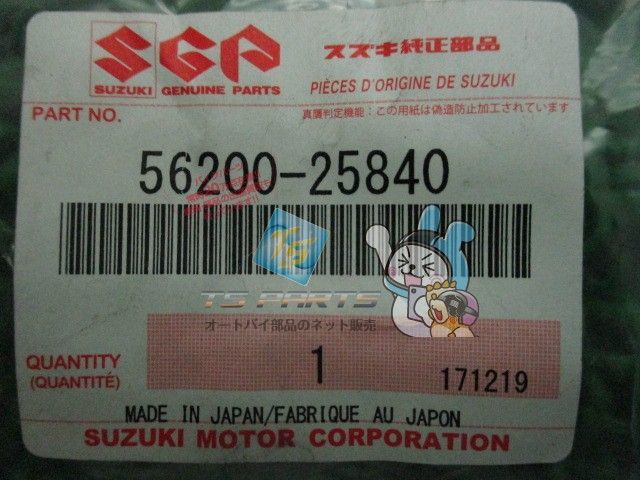 SGP
スズキ純正部品
SUZUKI GENUINE PARTS
PIÈCES D'ORIGINE DE SUZUKI
PART NO.
真贋判定機能：この用紙は偽造防止加工されています
56200-25840
TS
TS PARTS
オートバイ部品のネット販売
QUANTITY
(QUANTITÉ)
1
171219
MADE IN JAPAN/FABRIQUE AU JAPON
SUZUKI MOTOR CORPORATION